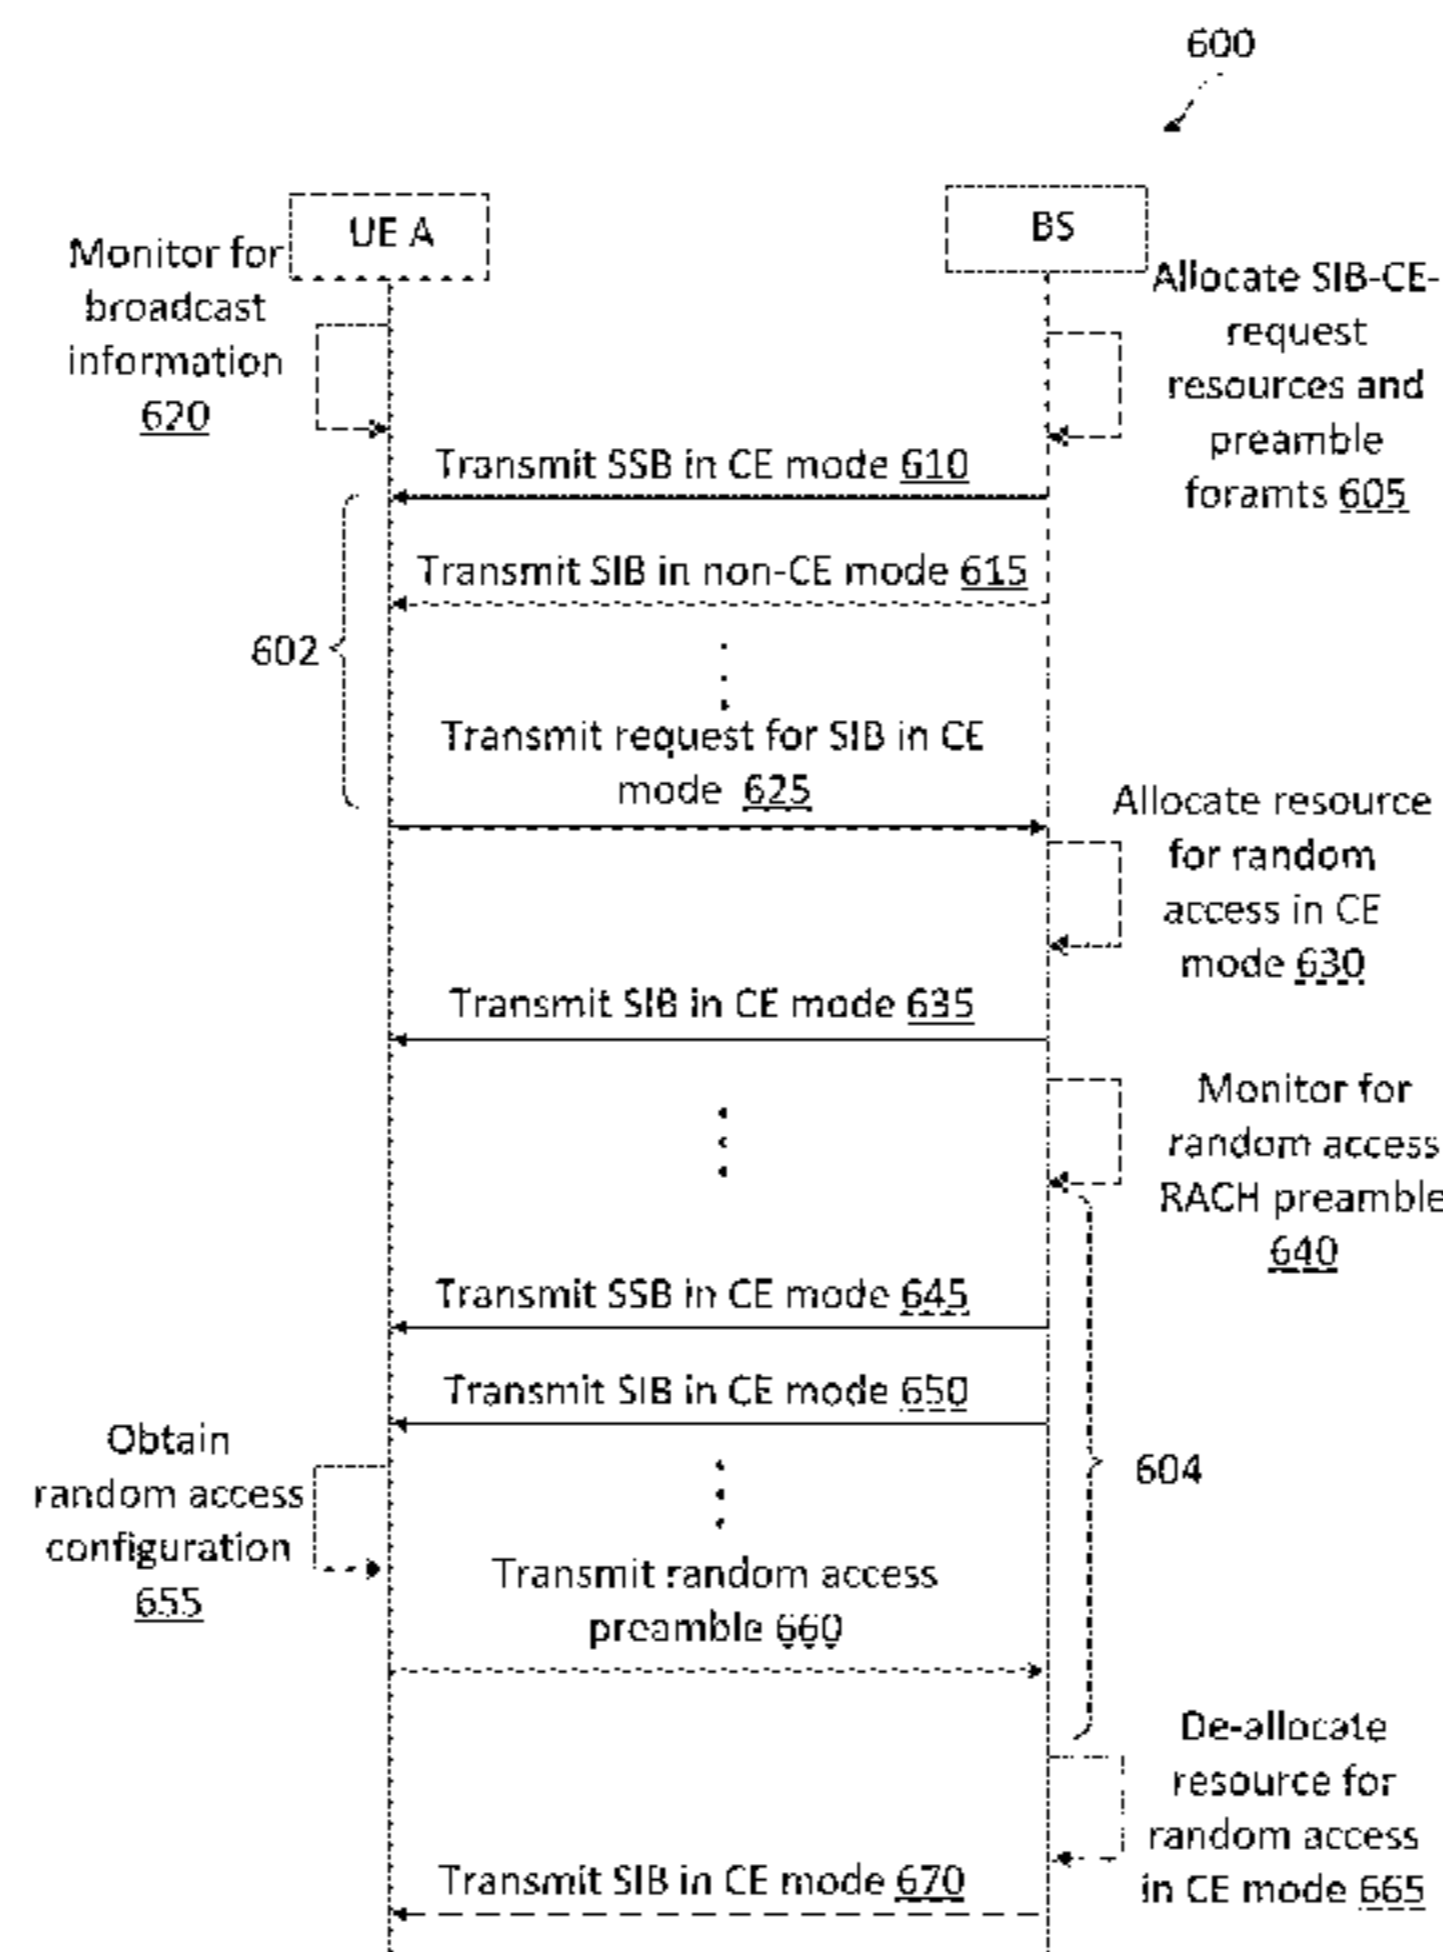 600
UE A
BS
Monitor for
broadcast
information
620
Allocate SIB-CE-
request
resources and
preamble
foramts 605
Transmit SSB in CE mode 610
Transmit SIB in non-CE mode 615
602
Transmit request for SIB in CE
mode 625
Allocate resource
for random
access in CE
mode 630
Transmit SIB in CE mode 635
Monitor for
random access
RACH preamble
640
Transmit SSB in CE mode 645
Transmit SIB in CE mode 650
Obtain
random access
configuration
655
604
Transmit random access
preamble 660
De-allocate
resource for
random access
in CE mode 665
Transmit SIB in CE mode 670